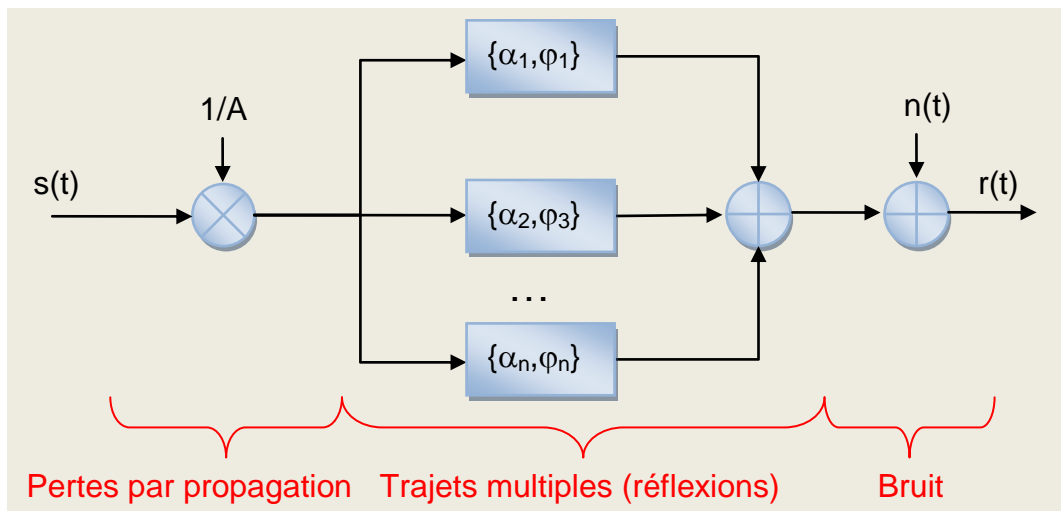 {α₁,φ₁}
1/A
n(t)
s(t)
{α₂,φ₃}
r(t)
...
{αₙ,φₙ}
Pertes par propagation
Trajets multiples (réflexions)
Bruit